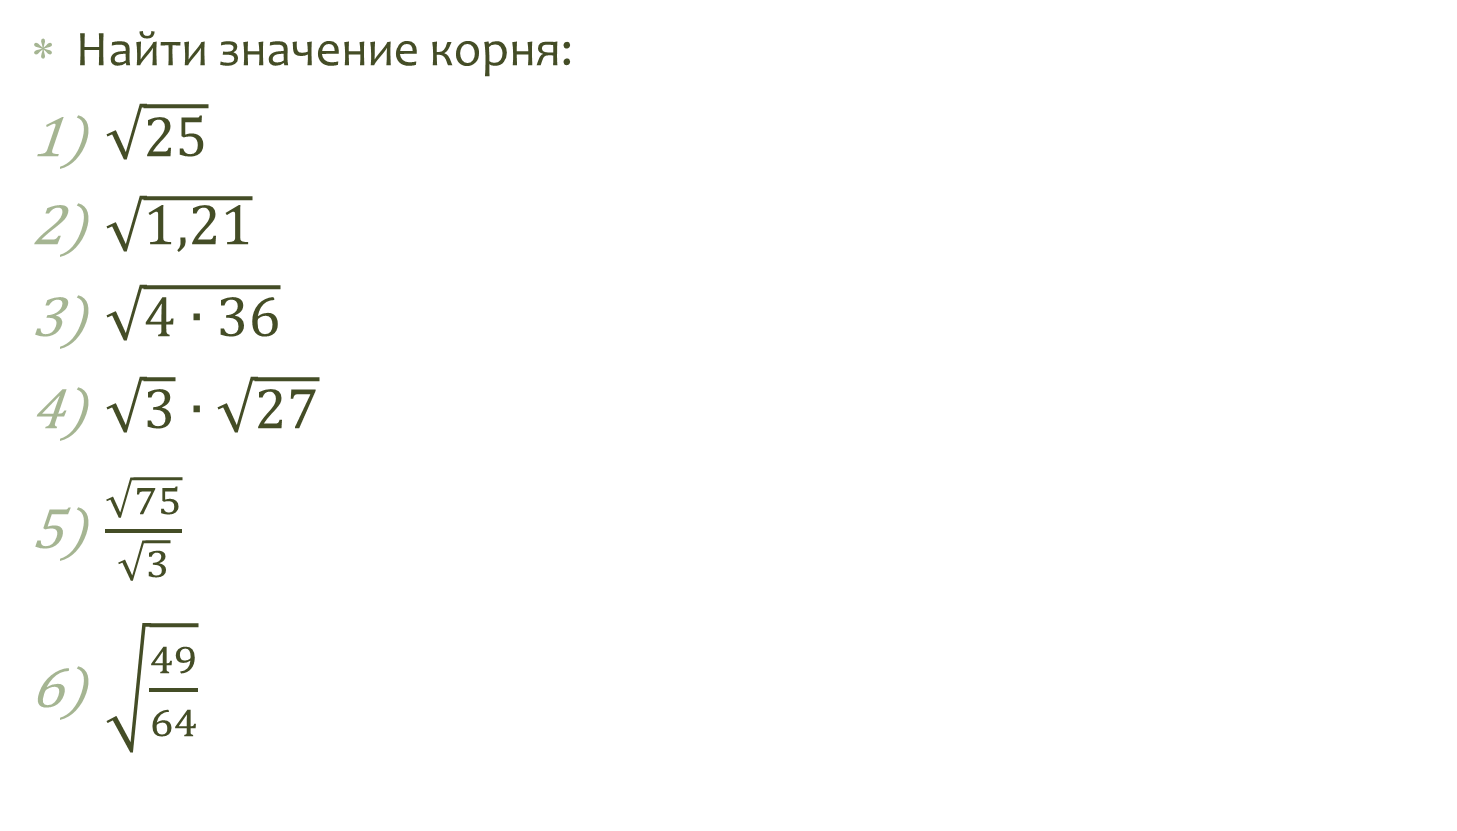 * Найти значение корня:
1) √25
2) √1,21
3) √4 · 36
4) √3 · √27
5) √75
√3
6) √49
64